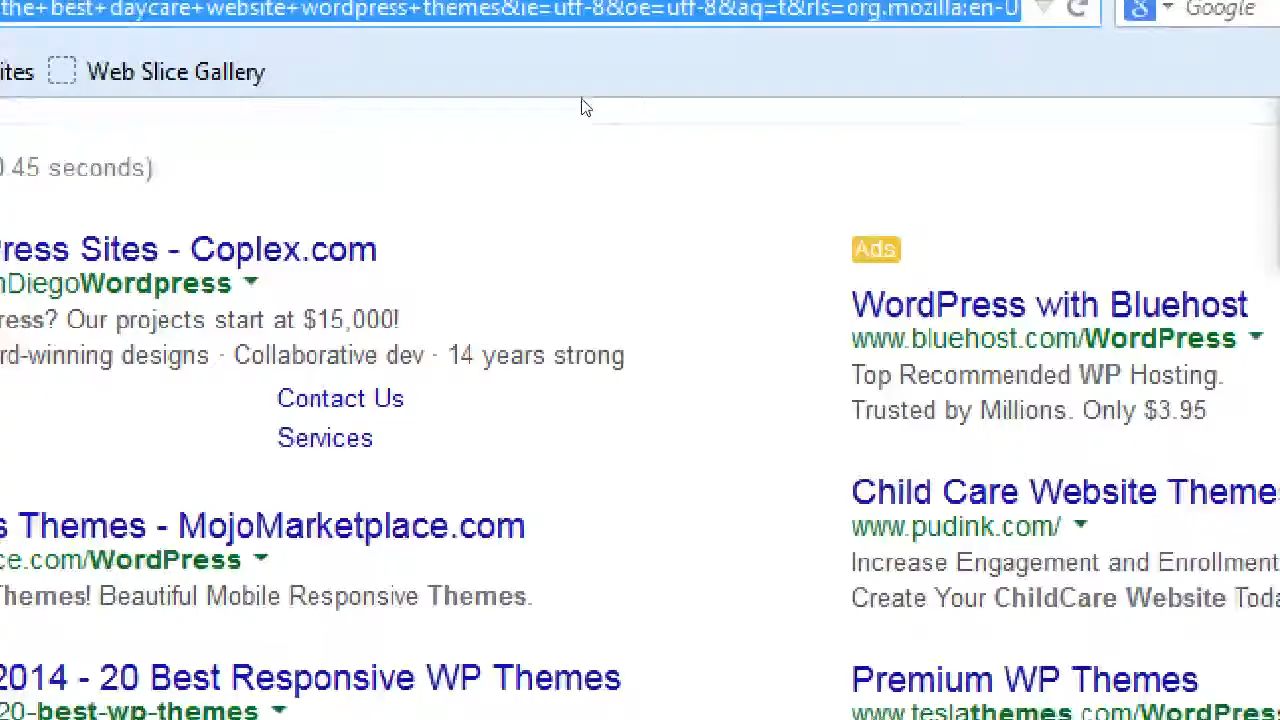 the+best+daycare+website+wordpress+themes&ie=utf-8&oe=utf-8&aq=t&rls=org.mozilla:en-U
Google
ites
Web Slice Gallery
0.45 seconds)
Press Sites - Coplex.com
nDiegoWordpress
ress? Our projects start at $15,000!
rd-winning designs · Collaborative dev · 14 years strong
Contact Us
Services
s Themes - MojoMarketplace.com
ce.com/WordPress
Themes! Beautiful Mobile Responsive Themes.
2014 - 20 Best Responsive WP Themes
20-best-wp-themes
Ads
WordPress with Bluehost
www.bluehost.com/WordPress
Top Recommended WP Hosting.
Trusted by Millions. Only $3.95
Child Care Website Themes
www.pudink.com/
Increase Engagement and Enrollment
Create Your ChildCare Website Toda
Premium WP Themes
www.teslathemes.com/WordPress